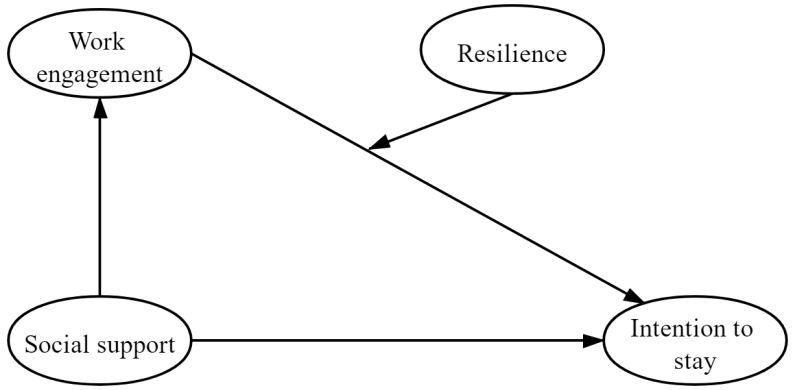 Work
engagement
Resilience
Social support
Intention to
stay